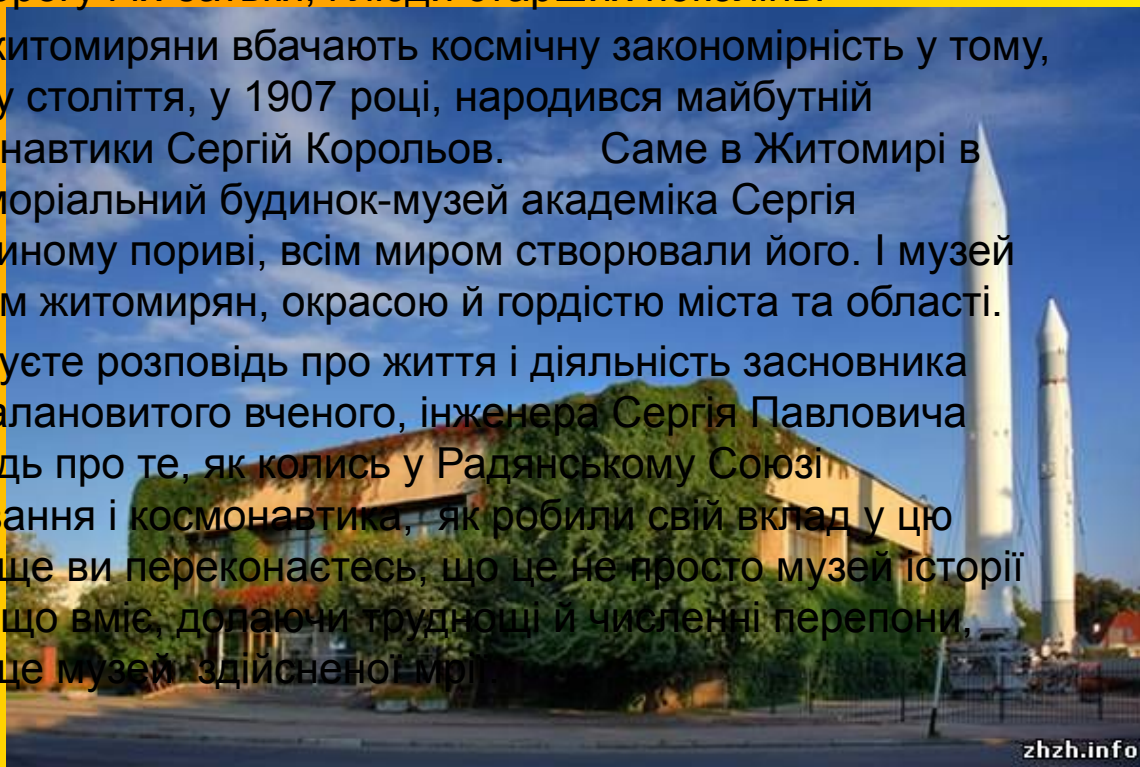 житомиряни вбачають космічну закономірність у тому,
у століття, у 1907 році, народився майбутній
навтики Сергій Корольов. Саме в Житомирі в
моріальний будинок-музей академіка Сергія
иному пориві, всім миром створювали його. І музей
м житомирян, окрасою й гордістю міста та області.
уєте розповідь про життя і діяльність засновника
алановитого вченого, інженера Сергія Павловича
дь про те, як колись у Радянському Союзі
вання і космонавтика, як робили свій вклад у цю
ще ви переконаєтесь, що це не просто музей історії
що вміє, долаючи труднощі й численні перепони,
це музей здійсненої мрії.
zhzh.info